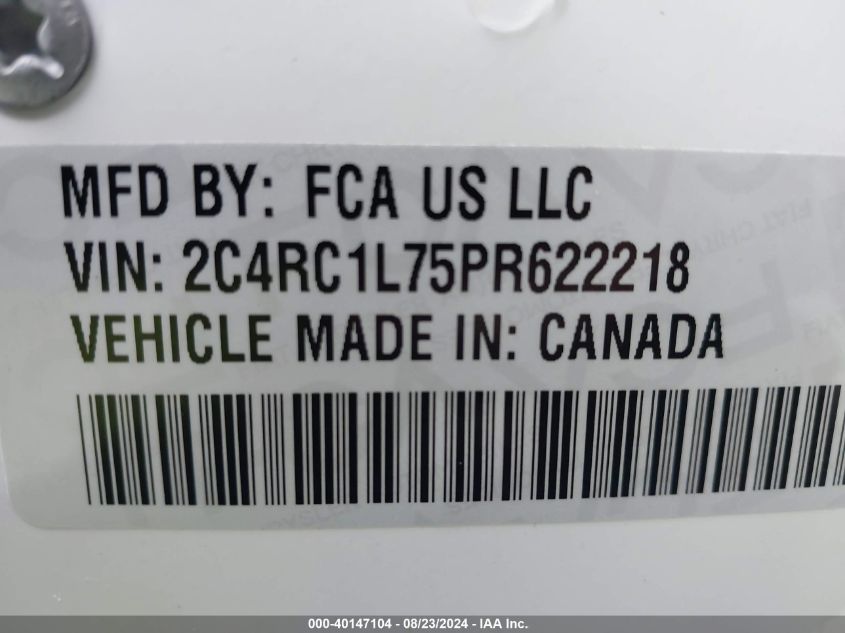 MFD BY: FCA US LLC
VIN: 2C4RC1L75PR622218
VEHICLE MADE IN: CANADA
000-40147104 - 08/23/2024 - IAA Inc.